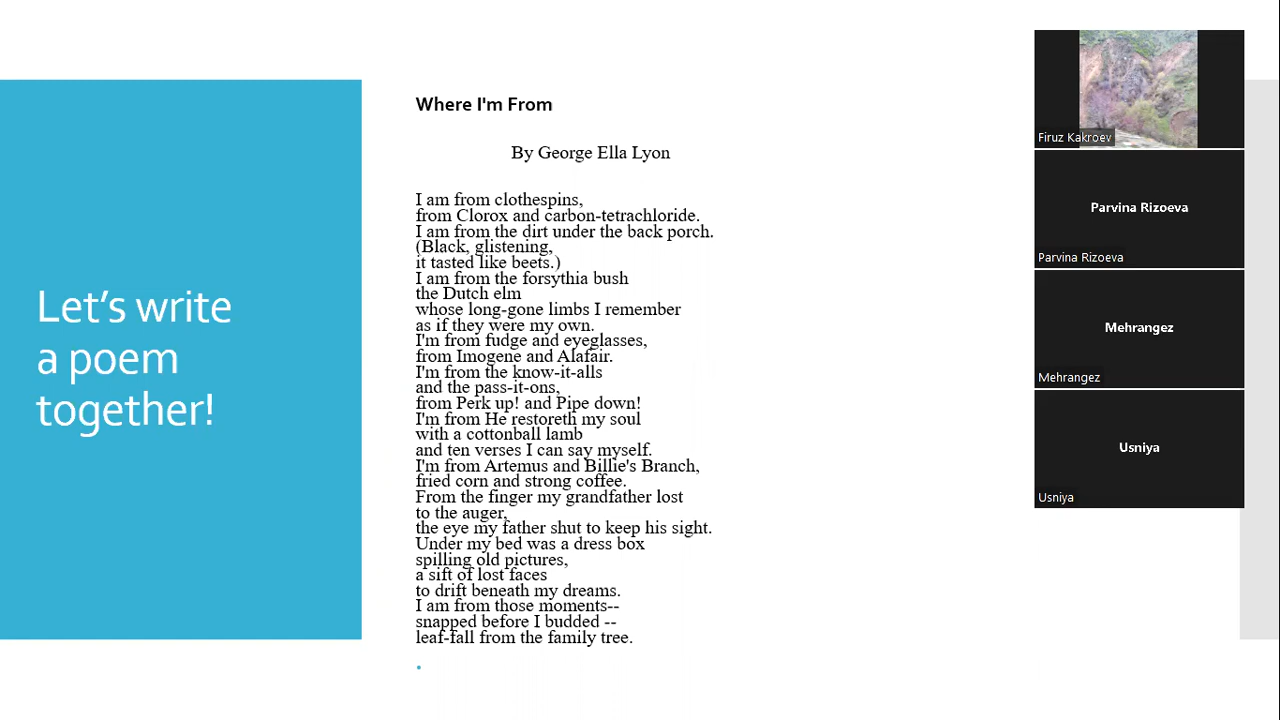 Let's write
a poem
together!
Where I'm From
By George Ella Lyon
I am from clothespins,
from Clorox and carbon-tetrachloride.
I am from the dirt under the back porch.
(Black, glistening,
it tasted like beets.)
I am from the forsythia bush
the Dutch elm
whose long-gone limbs I remember
as if they were my own.
I'm from fudge and eyeglasses,
from Imogene and Alafair.
I'm from the know-it-alls
and the pass-it-ons,
from Perk up! and Pipe down!
I'm from He restoreth my soul
with a cottonball lamb
and ten verses I can say myself.
I'm from Artemus and Billie's Branch,
fried corn and strong coffee.
From the finger my grandfather lost
to the auger,
the eye my father shut to keep his sight.
Under my bed was a dress box
spilling old pictures,
a sift of lost faces
to drift beneath my dreams.
I am from those moments--
snapped before I budded --
leaf-fall from the family tree.
Firuz Kakroev
Parvina Rizoeva
Parvina Rizoeva
Mehrangez
Mehrangez
Usniya
Usniya